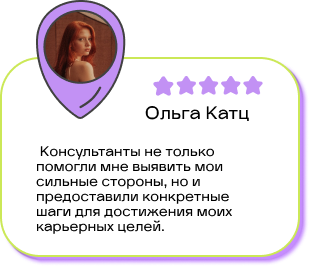 Ольга Катц
Консультанты не только
помогли мне выявить мои
сильные стороны, но и
предоставили конкретные
шаги для достижения моих
карьерных целей.